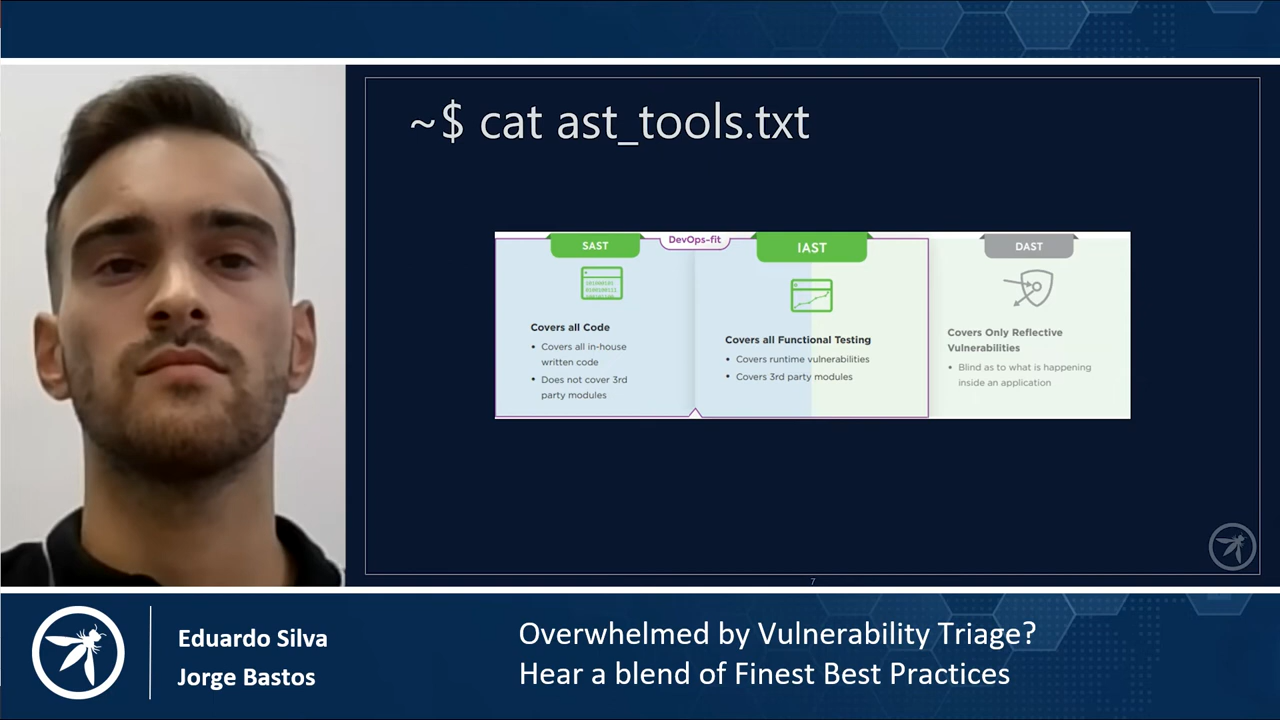 ~$ cat ast_tools.txt
SAST
DevOps-fit
IAST
DAST
Covers all Code
• Covers all in-house
written code
• Does not cover 3rd
party modules
Covers all Functional Testing
• Covers runtime vulnerabilities
• Covers 3rd party modules
Covers Only Reflective
Vulnerabilities
• Blind as to what is happening
inside an application
7
Eduardo Silva
Jorge Bastos
Overwhelmed by Vulnerability Triage?
Hear a blend of Finest Best Practices